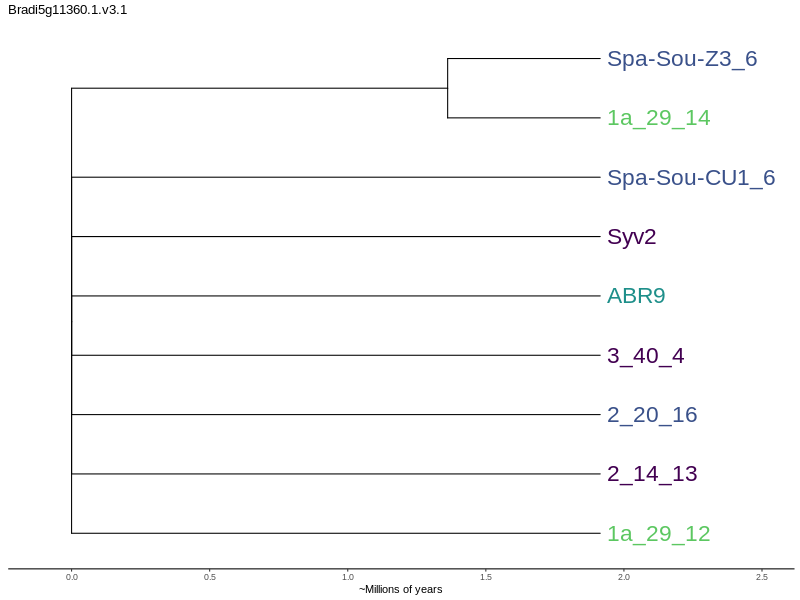 Bradi5g11360.1.v3.1
Spa-Sou-Z3_6
1a_29_14
Spa-Sou-CU1_6
Syv2
ABR9
3_40_4
2_20_16
2_14_13
1a_29_12
0.0 0.5 1.0 1.5 2.0 2.5
~Millions of years